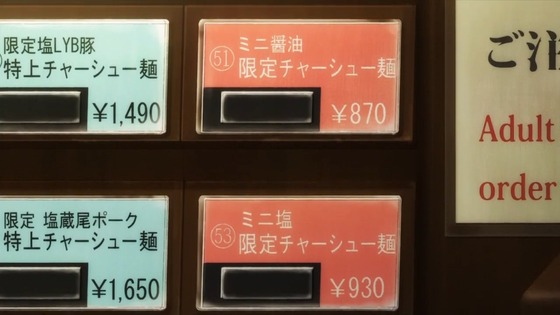 限定塩LYB豚
特上チャーシュー麺
¥1,490
51
ミニ醤油
限定チャーシュー麺
¥870
限定 塩蔵尾ポーク
特上チャーシュー麺
¥1,650
53
ミニ塩
限定チャーシュー麺
¥930
ご注
Adult
order